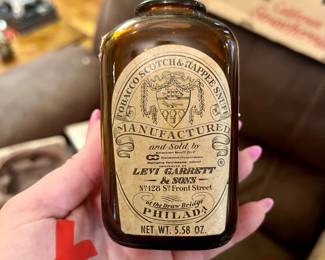 TOBACCO SCOTCH & RAPPEE SNUFF
MANUFACTURED
and Sold by
LEVI GARRETT
& SONS
No 128 St Front Street
at the Draw Bridge
PHILADA
NET WT. 5.58 OZ.